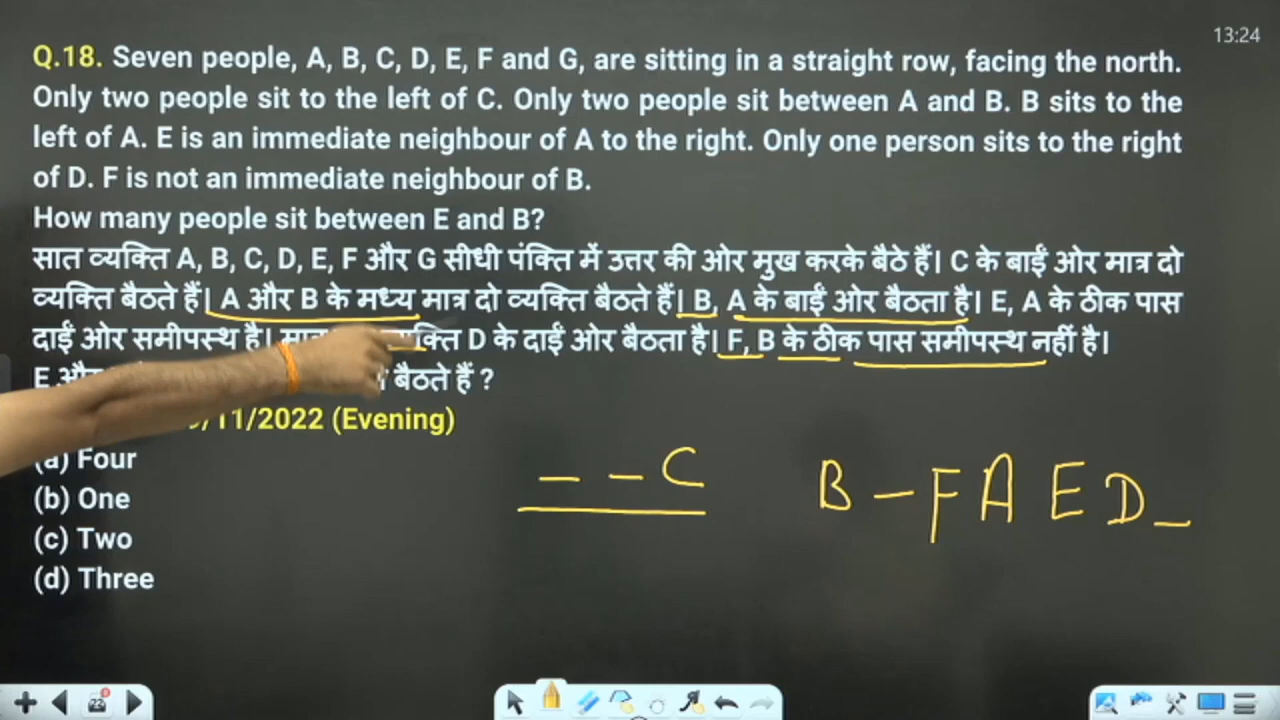 13:24
Q.18. Seven people, A, B, C, D, E, F and G, are sitting in a straight row, facing the north.
Only two people sit to the left of C. Only two people sit between A and B. B sits to the
left of A. E is an immediate neighbour of A to the right. Only one person sits to the right
of D. F is not an immediate neighbour of B.
How many people sit between E and B?
सात व्यक्ति A, B, C, D, E, F और G सीधी पंक्ति में उत्तर की ओर मुख करके बैठे हैं। C के बाईं ओर मात्र दो
व्यक्ति बैठते हैं। A और B के मध्य मात्र दो व्यक्ति बैठते हैं। B, A के बाईं ओर बैठता है। E, A के ठीक पास
दाईं ओर समीपस्थ है। D के दाईं ओर बैठता है। F, B के ठीक पास समीपस्थ नहीं है।
E बैठते हैं ?
11/2022 (Evening)
(a) Four
(b) One
(c) Two
(d) Three
_ _ C B – F A E D _
23